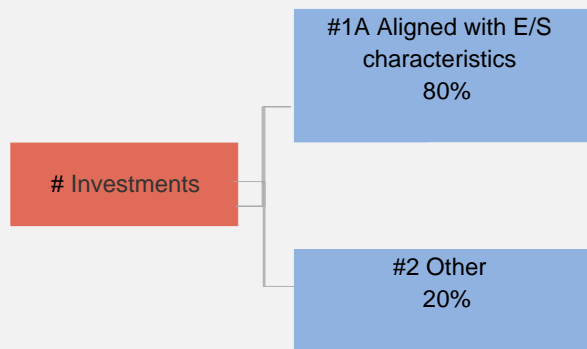 #1A Aligned with E/S
characteristics
80%
# Investments
#2 Other
20%